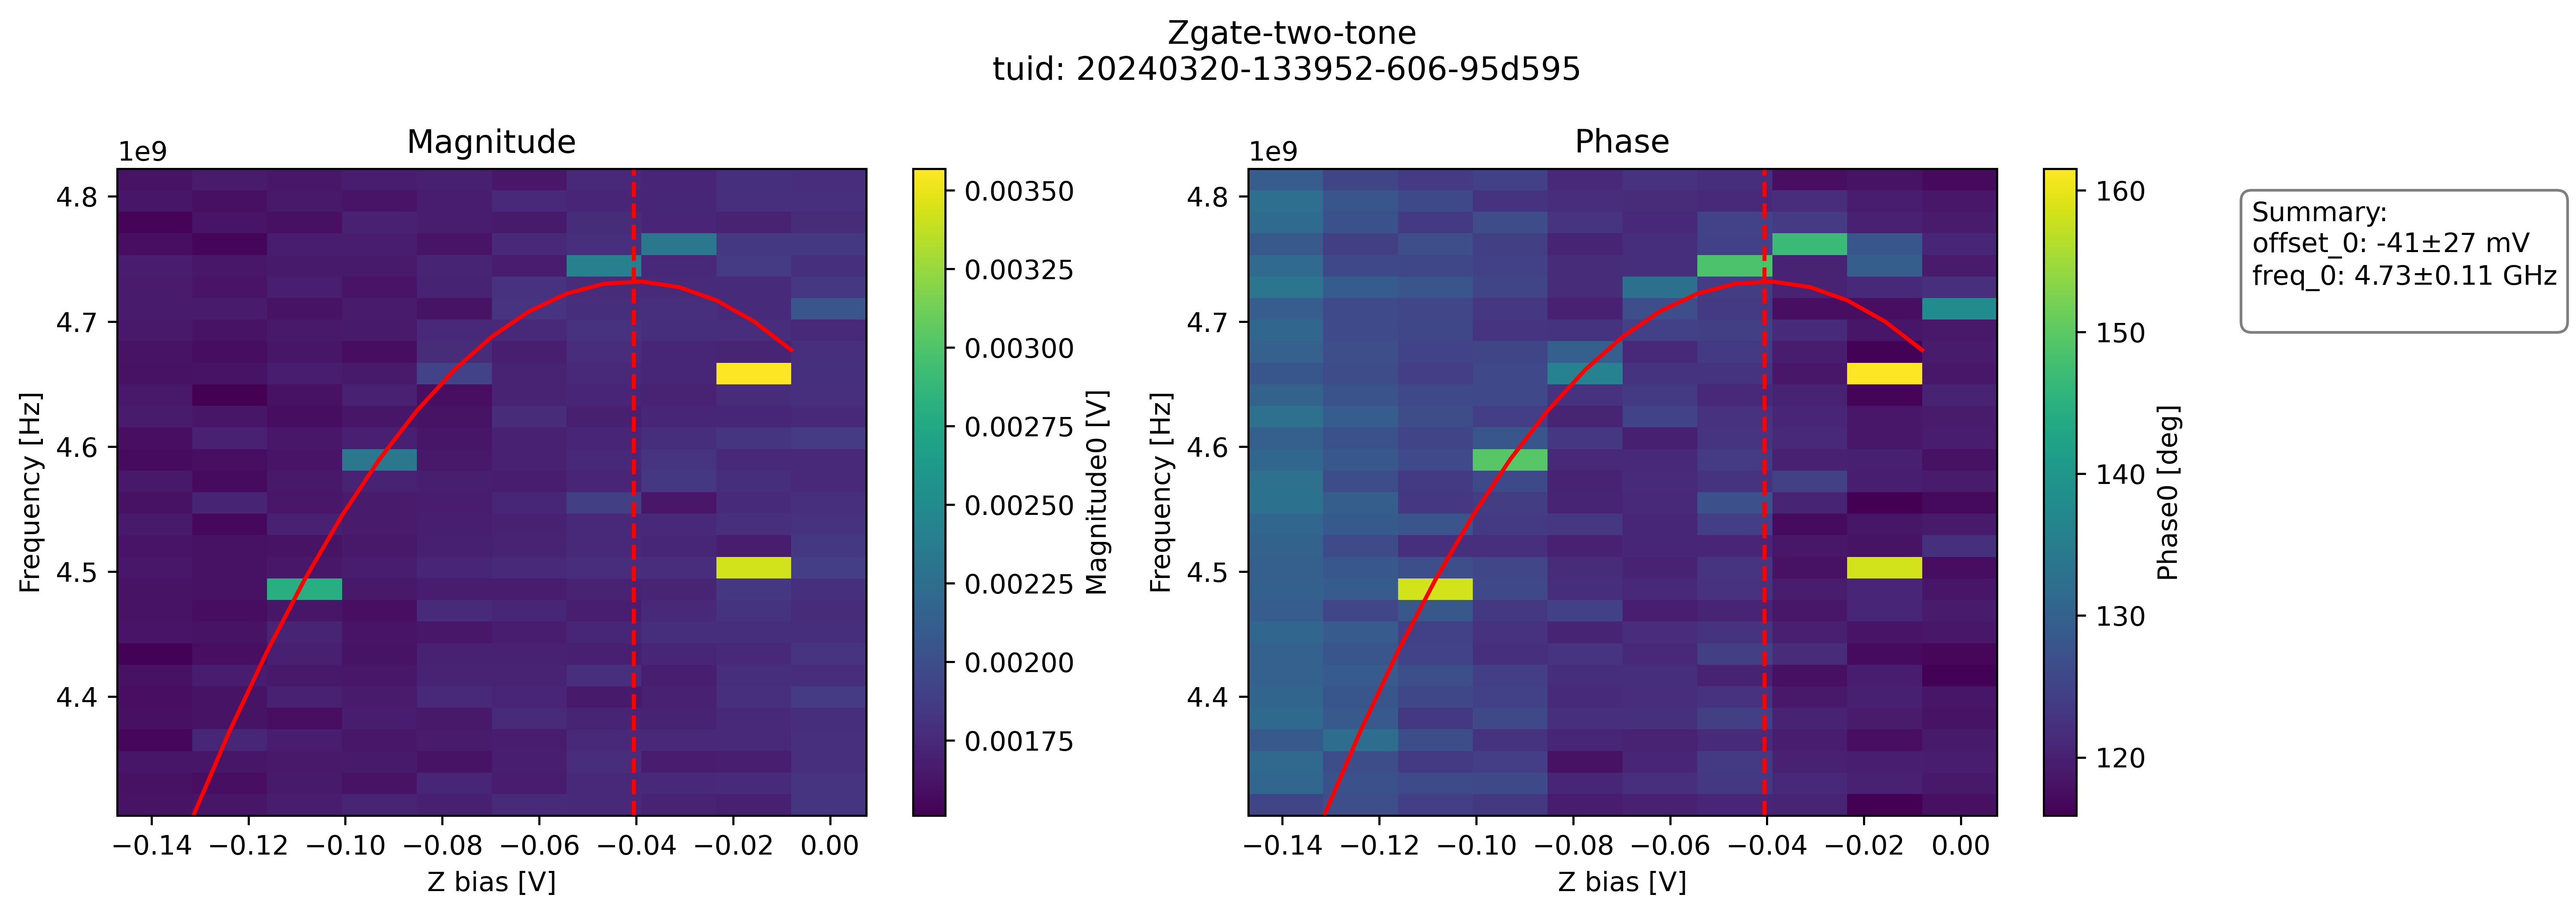 Zgate-two-tone
tuid: 20240320-133952-606-95d595
Magnitude
1e9
4.8
4.7
4.6
4.5
4.4
Frequency [Hz]
−0.14
−0.12
−0.10
−0.08
−0.06
−0.04
−0.02
0.00
Z bias [V]
0.00350
0.00325
0.00300
0.00275
0.00250
0.00225
0.00200
0.00175
Magnitude0 [V]
Phase
1e9
4.8
4.7
4.6
4.5
4.4
Frequency [Hz]
−0.14
−0.12
−0.10
−0.08
−0.06
−0.04
−0.02
0.00
Z bias [V]
160
150
140
130
120
Phase0 [deg]
Summary:
offset_0: -41±27 mV
freq_0: 4.73±0.11 GHz